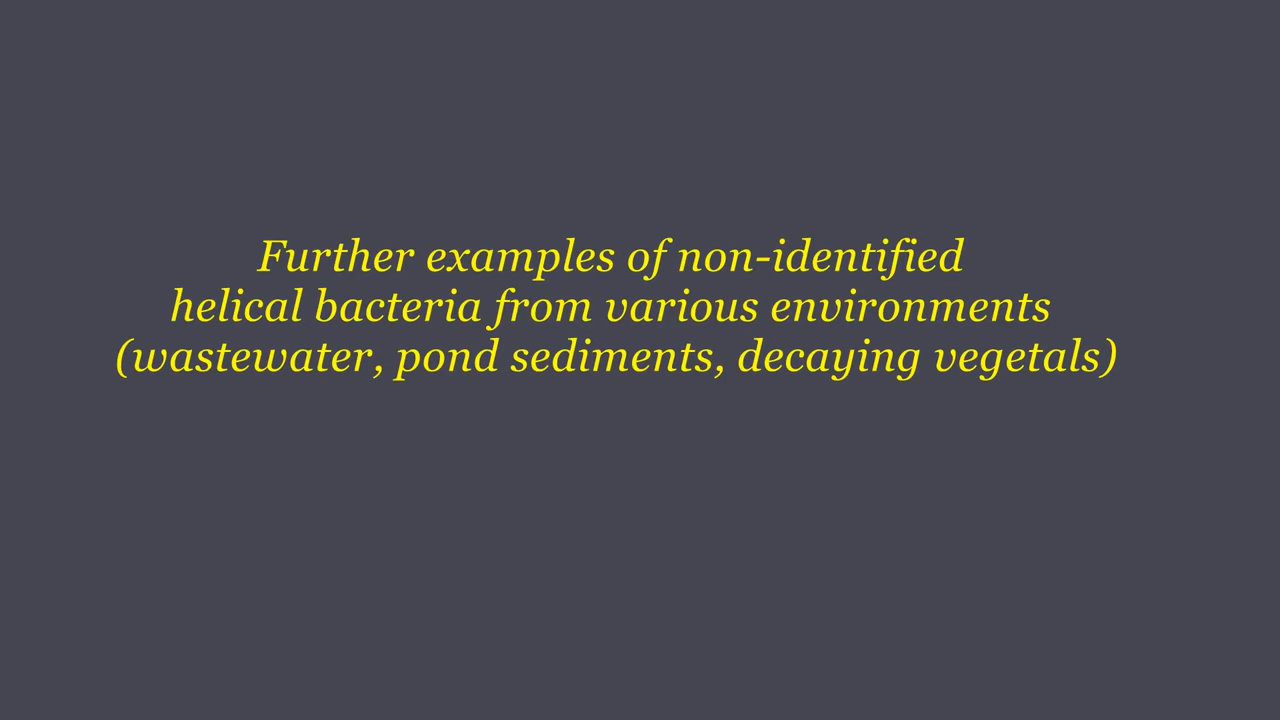 Further examples of non-identified
helical bacteria from various environments
(wastewater, pond sediments, decaying vegetals)